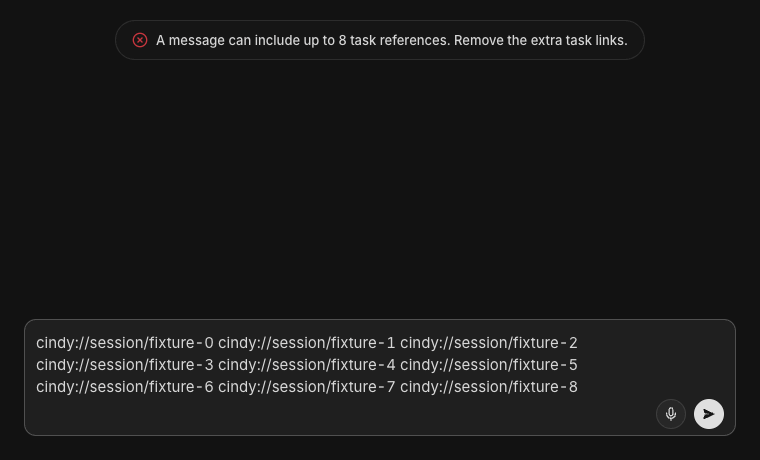 A message can include up to 8 task references. Remove the extra task links.
cindy://session/fixture-0 cindy://session/fixture-1 cindy://session/fixture-2
cindy://session/fixture-3 cindy://session/fixture-4 cindy://session/fixture-5
cindy://session/fixture-6 cindy://session/fixture-7 cindy://session/fixture-8